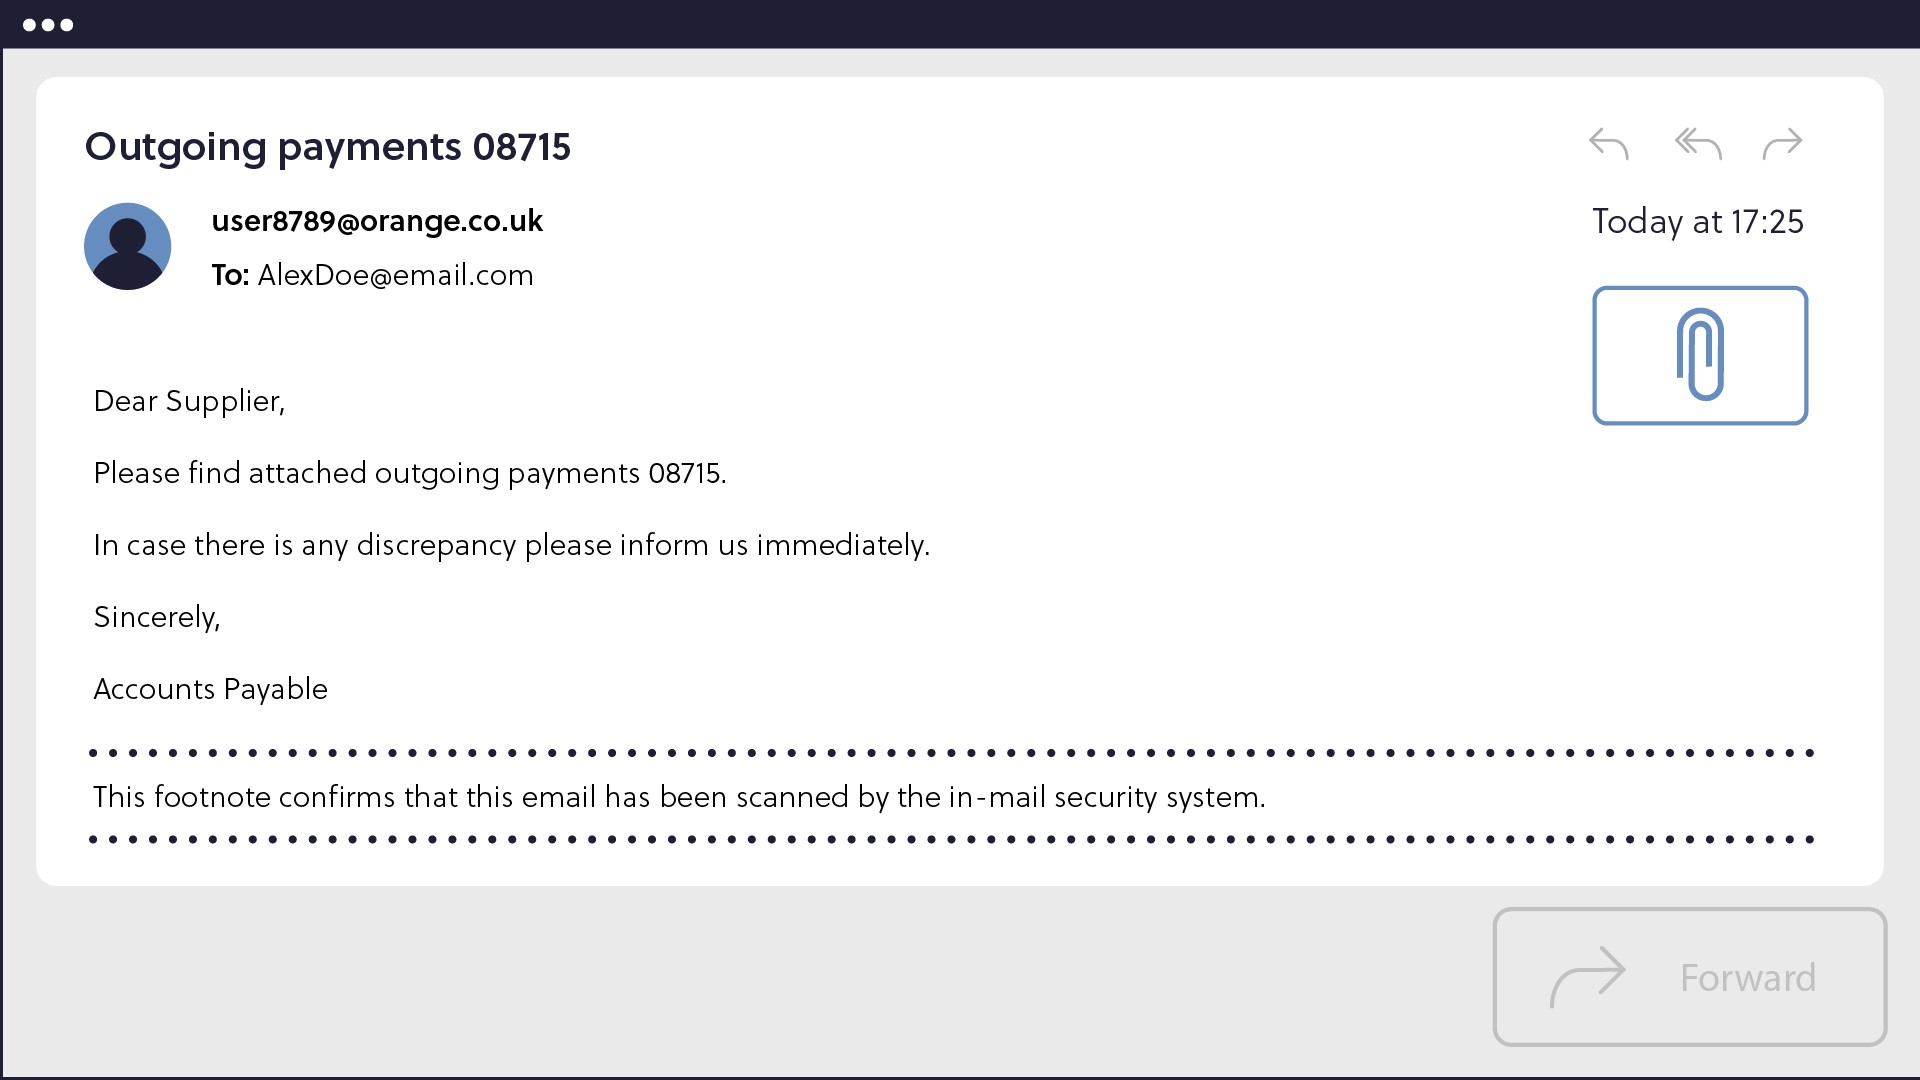 Outgoing payments 08715
user8789@orange.co.uk
To: AlexDoe@email.com
Today at 17:25
Dear Supplier,
Please find attached outgoing payments 08715.
In case there is any discrepancy please inform us immediately.
Sincerely,
Accounts Payable
This footnote confirms that this email has been scanned by the in-mail security system.
Forward